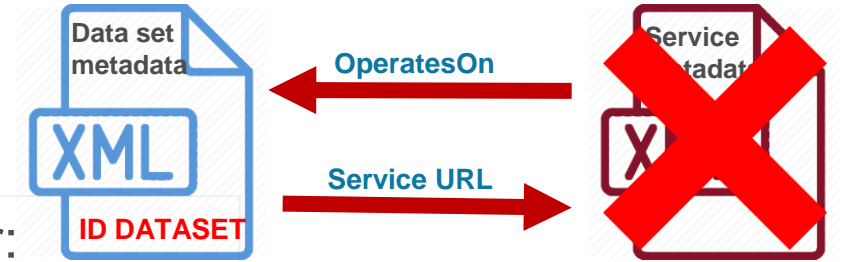 Data set
metadata
XML
ID DATASET
OperatesOn
Service URL
Service